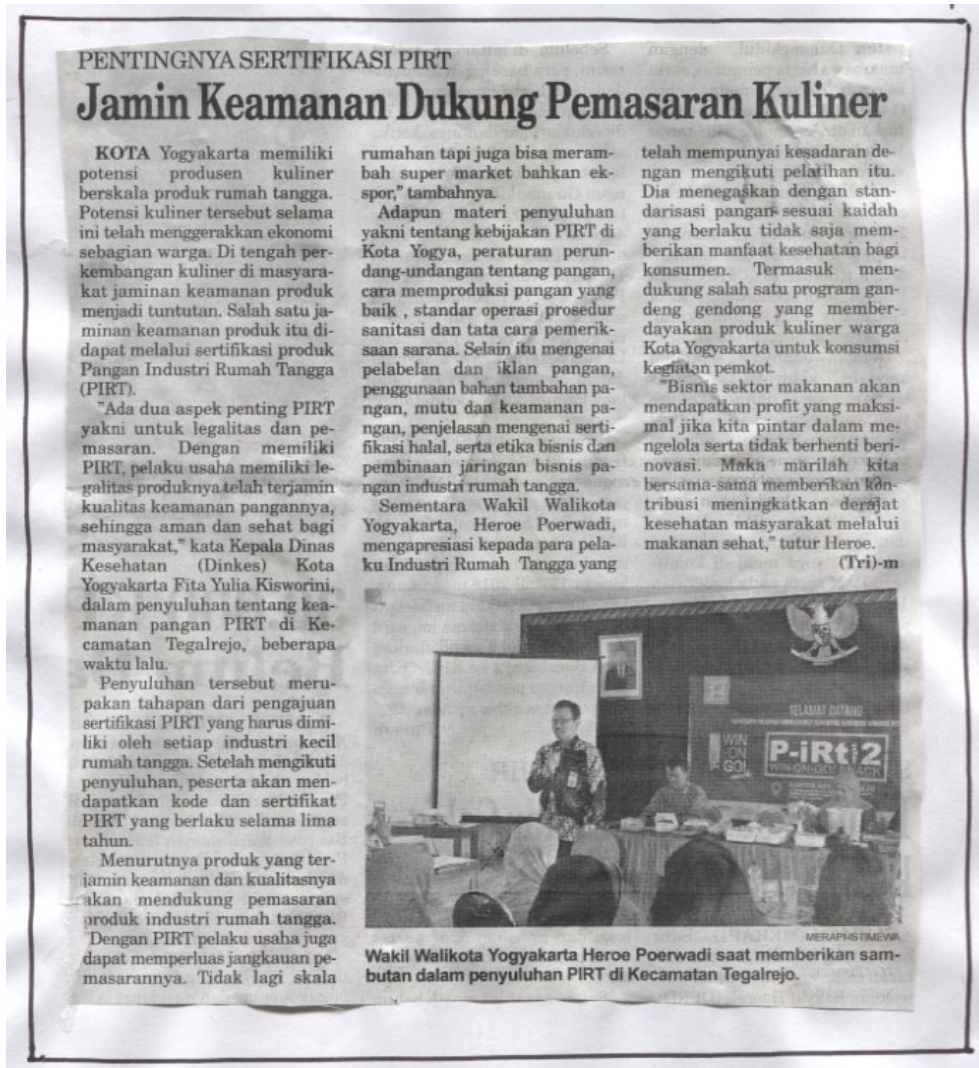 PENTINGNYA SERTIFIKASI PIRT
Jamin Keamanan Dukung Pemasaran Kuliner
KOTA Yogyakarta memiliki
potensi produsen kuliner
berskala produk rumah tangga.
Potensi kuliner tersebut selama
ini telah menggerakkan ekonomi
sebagian warga. Di tengah per-
kembangan kuliner di masyara-
kat jaminan keamanan produk
menjadi tuntutan. Salah satu ja-
minan keamanan produk itu di-
dapat melalui sertifikasi produk
Pangan Industri Rumah Tangga
(PIRT).
"Ada dua aspek penting PIRT
yakni untuk legalitas dan pe-
masaran. Dengan memiliki
PIRT, pelaku usaha memiliki le-
galitas produknya telah terjamin
kualitas keamanan pangannya,
sehingga aman dan sehat bagi
masyarakat," kata Kepala Dinas
Kesehatan (Dinkes) Kota
Yogyakarta Fita Yulia Kisworini,
dalam penyuluhan tentang kea-
manan pangan PIRT di Ke-
camatan Tegalrejo, beberapa
waktu lalu.
Penyuluhan tersebut meru-
pakan tahapan dari pengajuan
sertifikasi PIRT yang harus dimi-
liki oleh setiap industri kecil
rumah tangga. Setelah mengikuti
penyuluhan, peserta akan men-
dapatkan kode dan sertifikat
PIRT yang berlaku selama lima
tahun.
Menurutnya produk yang ter-
jamin keamanan dan kualitasnya
akan mendukung pemasaran
produk industri rumah tangga.
"Dengan PIRT pelaku usaha juga
dapat memperluas jangkauan pe-
masarannya. Tidak lagi skala
rumahan tapi juga bisa meram-
bah super market bahkan ek-
spor," tambahnya.
Adapun materi penyuluhan
yakni tentang kebijakan PIRT di
Kota Yogya, peraturan perun-
dang-undangan tentang pangan,
cara memproduksi pangan yang
baik , standar operasi prosedur
sanitasi dan tata cara pemerik-
saan sarana. Selain itu mengenai
pelabelan dan iklan pangan,
penggunaan bahan tambahan pa-
ngan, mutu dan keamanan pa-
ngan, penjelasan mengenai serti-
fikasi halal, serta etika bisnis dan
pembinaan jaringan bisnis pa-
ngan industri rumah tangga.
Sementara Wakil Walikota
Yogyakarta, Heroe Poerwadi,
mengapresiasi kepada para pela-
ku Industri Rumah Tangga yang
telah mempunyai kesadaran de-
ngan mengikuti pelatihan itu.
Dia menegaskan dengan stan-
darisasi pangan sesuai kaidah
yang berlaku tidak saja mem-
berikan manfaat kesehatan bagi
konsumen. Termasuk men-
dukung salah satu program gan-
deng gendong yang member-
dayakan produk kuliner warga
Kota Yogyakarta untuk konsumsi
kegiatan pemkot.
"Bisnis sektor makanan akan
mendapatkan profit yang maksi-
mal jika kita pintar dalam me-
ngelola serta tidak berhenti beri-
novasi. Maka marilah kita
bersama-sama memberikan kon-
tribusi meningkatkan derajat
kesehatan masyarakat melalui
makanan sehat," tutur Heroe.
(Tri)-m
SELAMAT DATANG
WIN
ON
GO!
P-iRt 2
WIN-ON-GO
MERAPI-ISTIMEWA
Wakil Walikota Yogyakarta Heroe Poerwadi saat memberikan sam-
butan dalam penyuluhan PIRT di Kecamatan Tegalrejo.